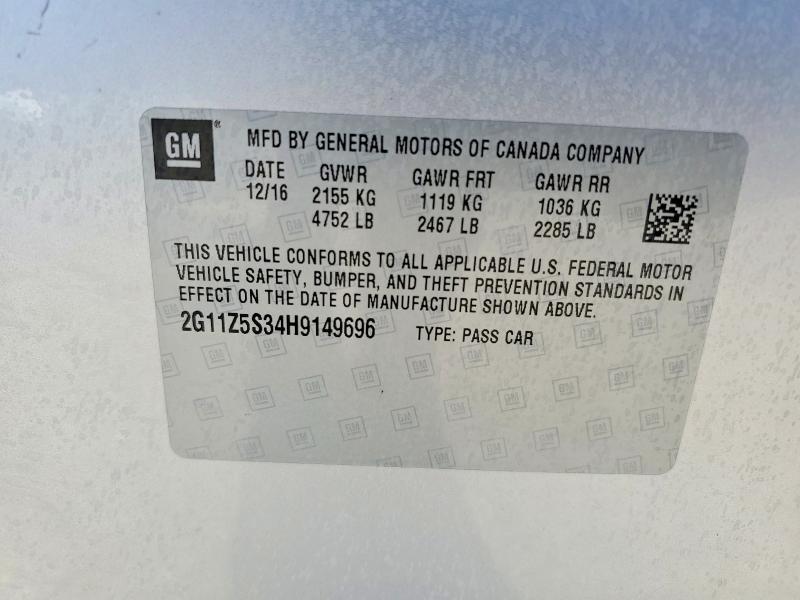 GM®
MFD BY GENERAL MOTORS OF CANADA COMPANY
DATE GVWR GAWR FRT GAWR RR
12/16 2155 KG 1119 KG 1036 KG
4752 LB 2467 LB 2285 LB
THIS VEHICLE CONFORMS TO ALL APPLICABLE U.S. FEDERAL MOTOR
VEHICLE SAFETY, BUMPER, AND THEFT PREVENTION STANDARDS IN
EFFECT ON THE DATE OF MANUFACTURE SHOWN ABOVE.
2G11Z5S34H9149696 TYPE: PASS CAR